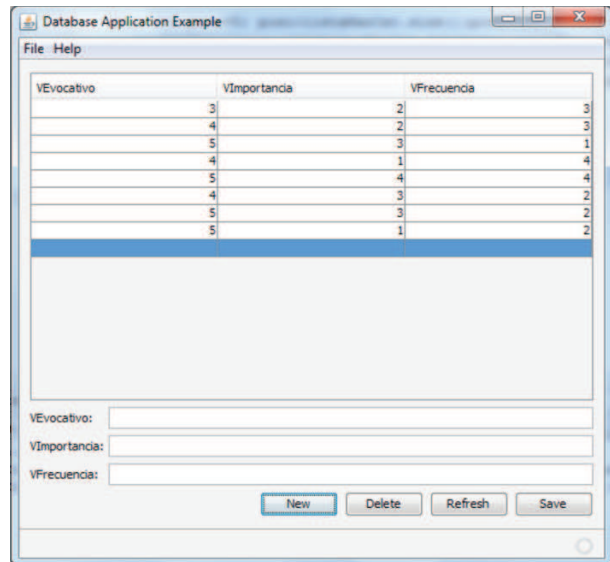 Database Application Example
File Help
VEvocativo VImportancia VFrecuencia
3 2 3
4 2 3
5 3 1
4 1 4
5 4 4
4 3 2
5 3 2
5 1 2
VEvocativo:
VImportancia:
VFrecuencia:
New Delete Refresh Save